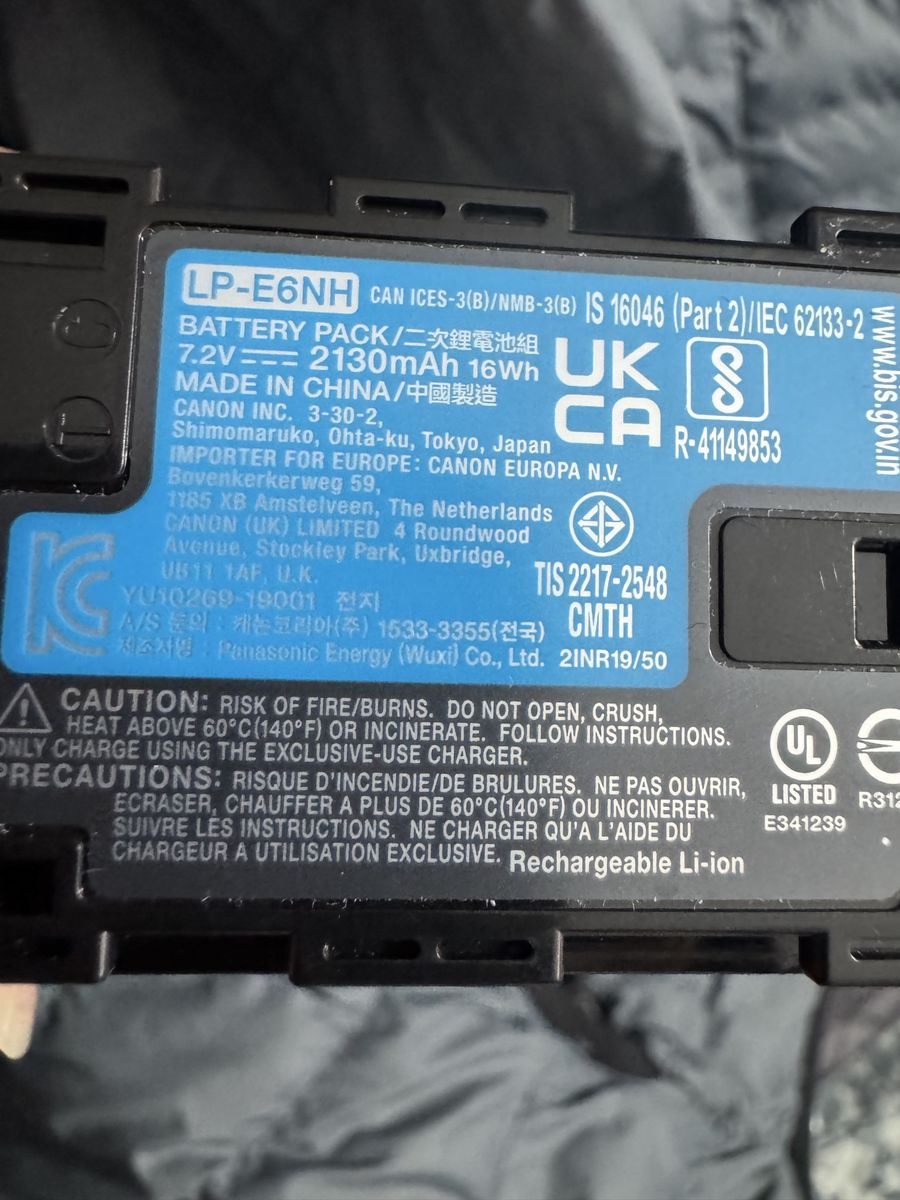 LP-E6NH CAN ICES-3(B)/NMB-3(B) IS 16046 (Part 2)/IEC 62133-2
www.bis.gov.in
BATTERY PACK/二次鋰電池組
7.2V 2130mAh 16Wh
MADE IN CHINA/中國製造
UK
CA
R-41149853
CANON INC. 3-30-2,
Shimomaruko, Ohta-ku, Tokyo, Japan
IMPORTER FOR EUROPE: CANON EUROPA N.V.
Bovenkerkerweg 59,
1185 XB Amstelveen, The Netherlands
CANON (UK) LIMITED 4 Roundwood
Avenue, Stockley Park, Uxbridge,
UB11 1AF, U.K.
TIS 2217-2548
CMTH
YU10269-19001 전지
A/S 문의 : 캐논코리아(주) 1533-3355(전국)
제조자명 : Panasonic Energy (Wuxi) Co., Ltd. 2INR19/50
CAUTION: RISK OF FIRE/BURNS. DO NOT OPEN, CRUSH,
HEAT ABOVE 60°C(140°F) OR INCINERATE. FOLLOW INSTRUCTIONS.
ONLY CHARGE USING THE EXCLUSIVE-USE CHARGER.
PRECAUTIONS: RISQUE D'INCENDIE/DE BRULURES. NE PAS OUVRIR,
ECRASER, CHAUFFER A PLUS DE 60°C(140°F) OU INCINERER.
SUIVRE LES INSTRUCTIONS. NE CHARGER QU'A L'AIDE DU
CHARGEUR A UTILISATION EXCLUSIVE. Rechargeable Li-ion
UL
LISTED
E341239
R312